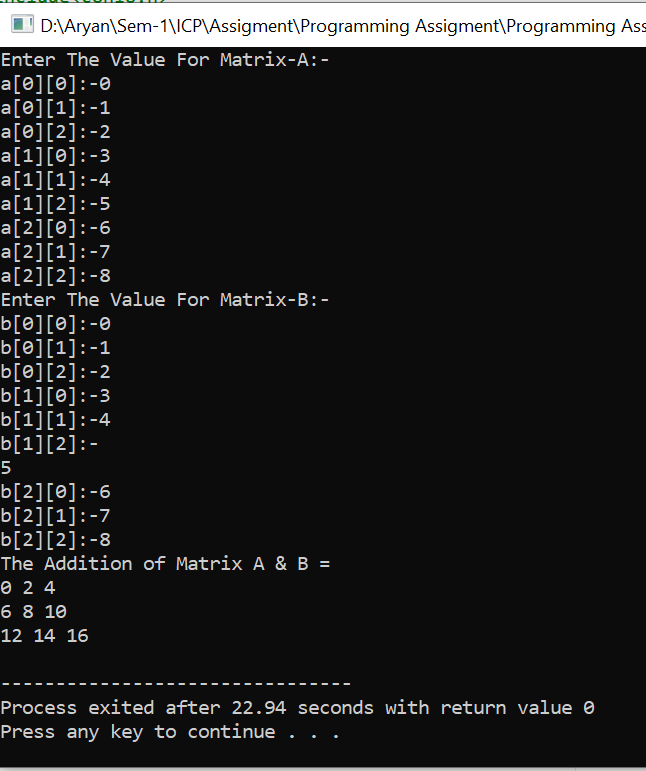 D:\Aryan\Sem-1\ICP\Assigment\Programming Assigment\Programming Ass
Enter The Value For Matrix-A:-
a[0][0]:-0
a[0][1]:-1
a[0][2]:-2
a[1][0]:-3
a[1][1]:-4
a[1][2]:-5
a[2][0]:-6
a[2][1]:-7
a[2][2]:-8
Enter The Value For Matrix-B:-
b[0][0]:-0
b[0][1]:-1
b[0][2]:-2
b[1][0]:-3
b[1][1]:-4
b[1][2]:-
5
b[2][0]:-6
b[2][1]:-7
b[2][2]:-8
The Addition of Matrix A & B =
0 2 4
6 8 10
12 14 16
--------------------------------
Process exited after 22.94 seconds with return value 0
Press any key to continue . . .